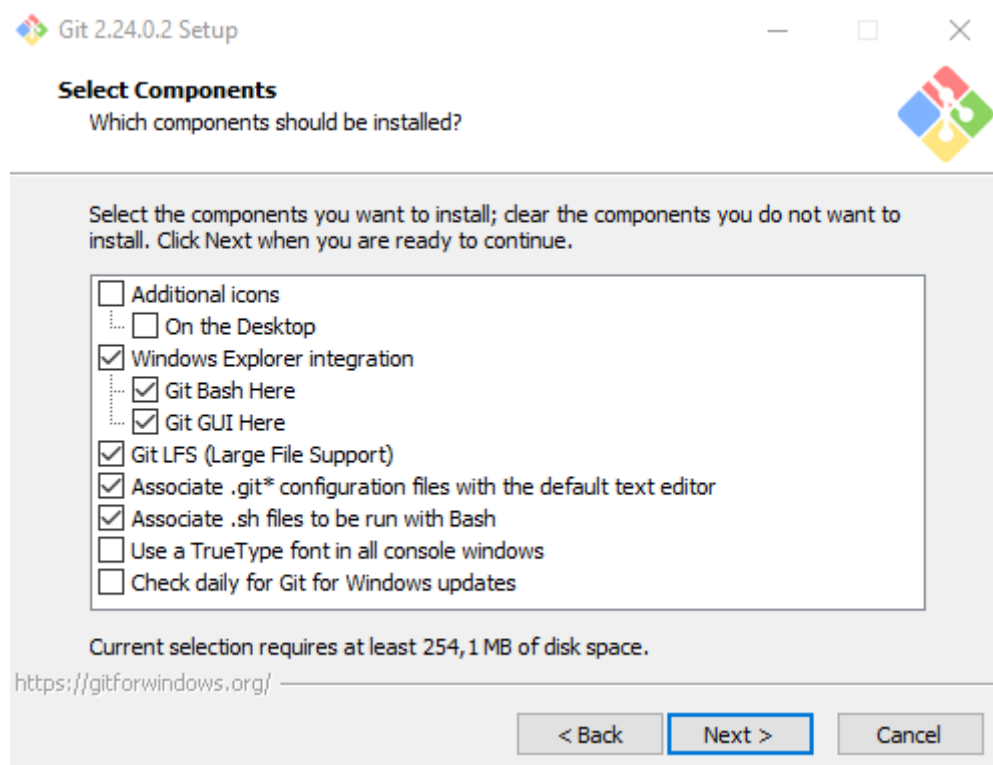 Git 2.24.0.2 Setup
Select Components
Which components should be installed?
Select the components you want to install; clear the components you do not want to
install. Click Next when you are ready to continue.
Additional icons
On the Desktop
Windows Explorer integration
Git Bash Here
Git GUI Here
Git LFS (Large File Support)
Associate .git* configuration files with the default text editor
Associate .sh files to be run with Bash
Use a TrueType font in all console windows
Check daily for Git for Windows updates
Current selection requires at least 254,1 MB of disk space.
https://gitforwindows.org/
< Back
Next >
Cancel